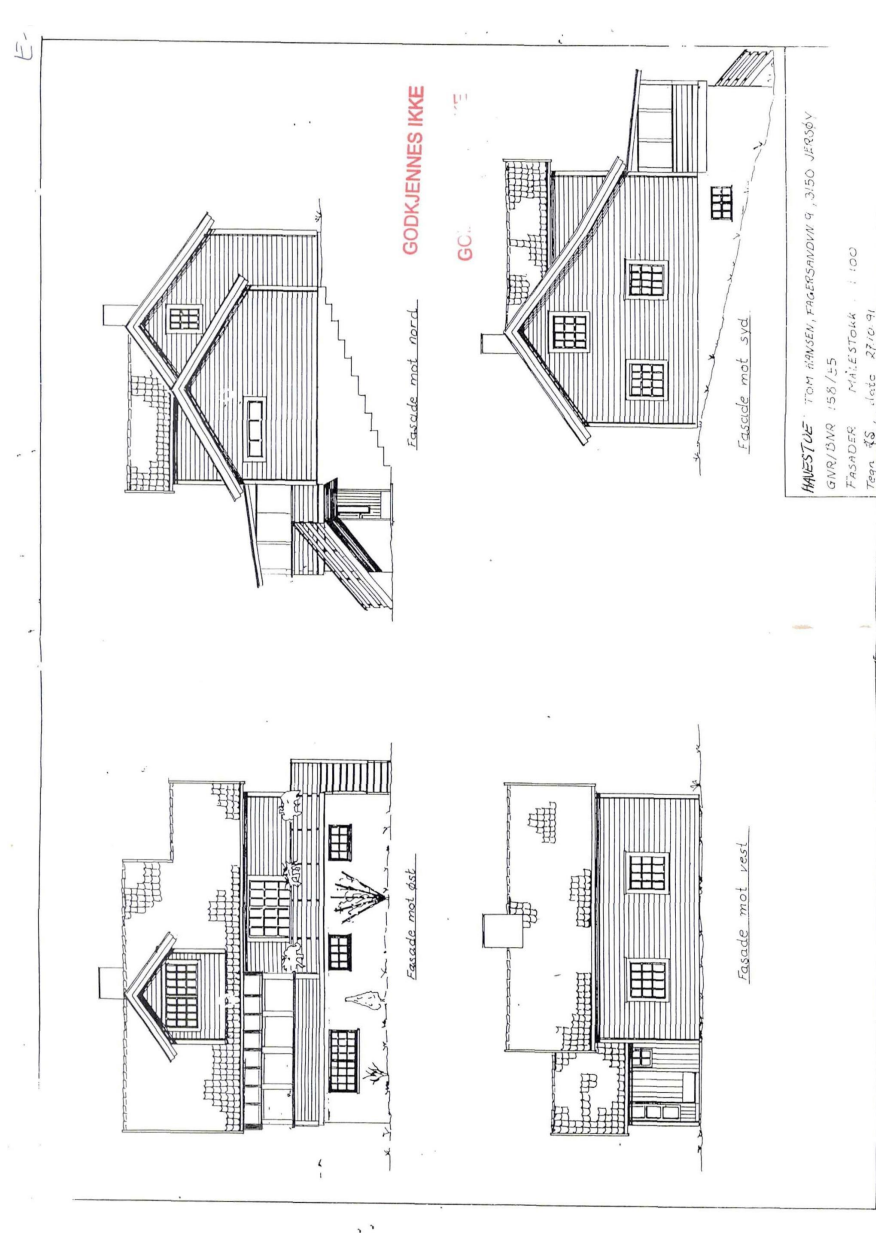 E-
Fasade mot nord
GODKJENNES IKKE
Fasade mot øst
Fasade mot syd
Fasade mot vest
HAVESTUE TOM HANSEN, FAGERSANDVN 9, 3150 JERSØY
GNR/BNR 158/55
FASADER MÅLESTOKK 1:100
Tegn dato 27.10.91